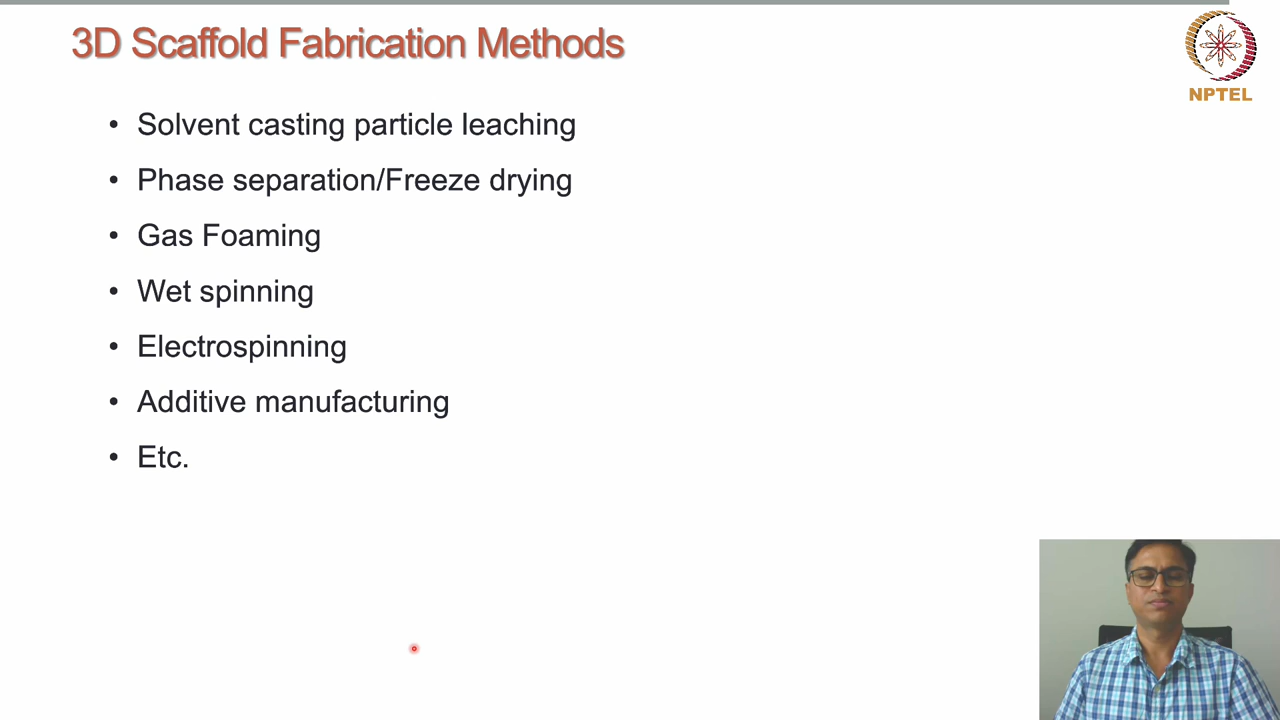 3D Scaffold Fabrication Methods
NPTEL
• Solvent casting particle leaching
• Phase separation/Freeze drying
• Gas Foaming
• Wet spinning
• Electrospinning
• Additive manufacturing
• Etc.